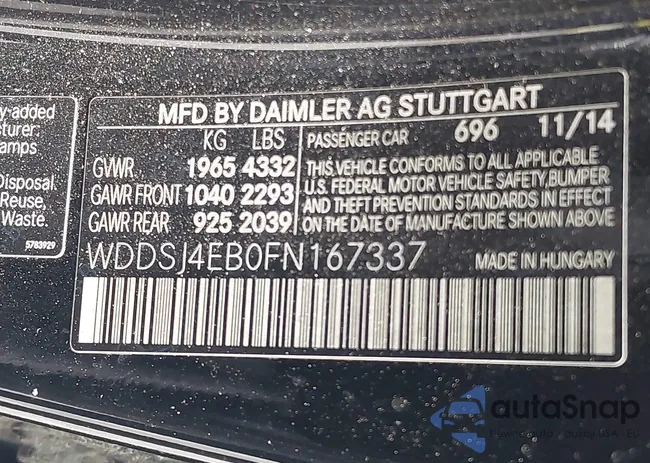 y-added
turer:
amps
Disposal.
Reuse,
Waste.
5783929
MFD BY DAIMLER AG STUTTGART
KG LBS
GVWR 1965 4332
GAWR FRONT 1040 2293
GAWR REAR 925 2039
PASSENGER CAR 696 11/14
THIS VEHICLE CONFORMS TO ALL APPLICABLE
U.S. FEDERAL MOTOR VEHICLE SAFETY,BUMPER
AND THEFT PREVENTION STANDARDS IN EFFECT
ON THE DATE OF MANUFACTURE SHOWN ABOVE
WDDSJ4EB0FN167337
MADE IN HUNGARY
autaSnap